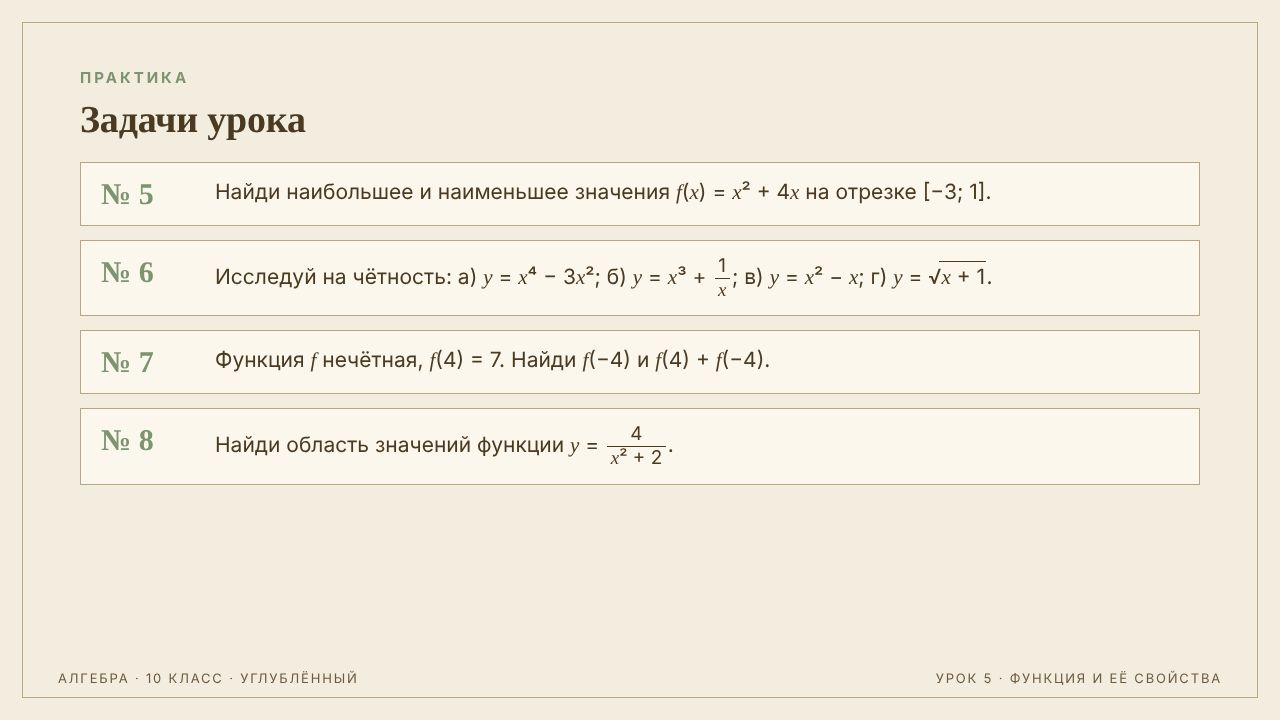 ПРАКТИКА
Задачи урока
№ 5 Найди наибольшее и наименьшее значения f(x) = x² + 4x на отрезке [−3; 1].
№ 6 Исследуй на чётность: а) y = x⁴ − 3x²; б) y = x³ + 1/x; в) y = x² − x; г) y = √x + 1.
№ 7 Функция f нечётная, f(4) = 7. Найди f(−4) и f(4) + f(−4).
№ 8 Найди область значений функции y = 4/(x² + 2).
АЛГЕБРА · 10 КЛАСС · УГЛУБЛЁННЫЙ
УРОК 5 · ФУНКЦИЯ И ЕЁ СВОЙСТВА